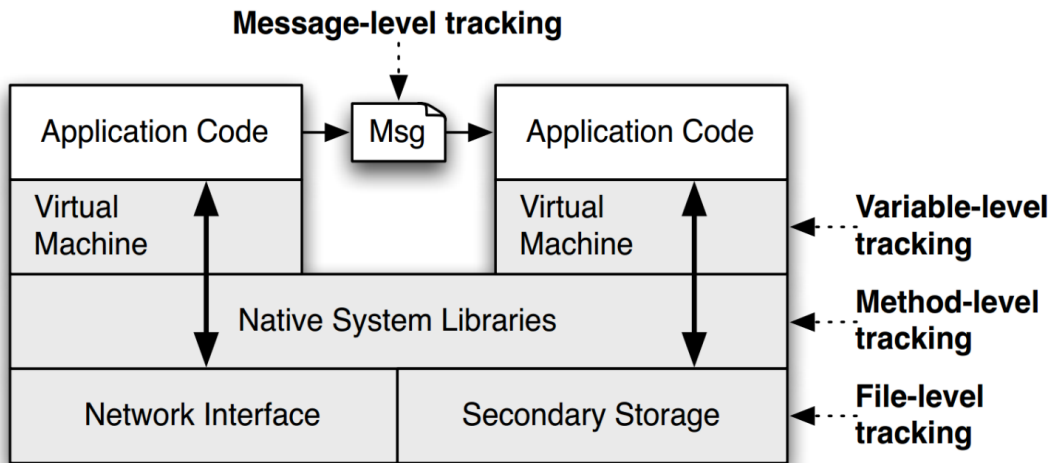 Message-level tracking
Application Code
Msg
Application Code
Virtual
Machine
Virtual
Machine
Variable-level
tracking
Native System Libraries
Method-level
tracking
Network Interface
Secondary Storage
File-level
tracking